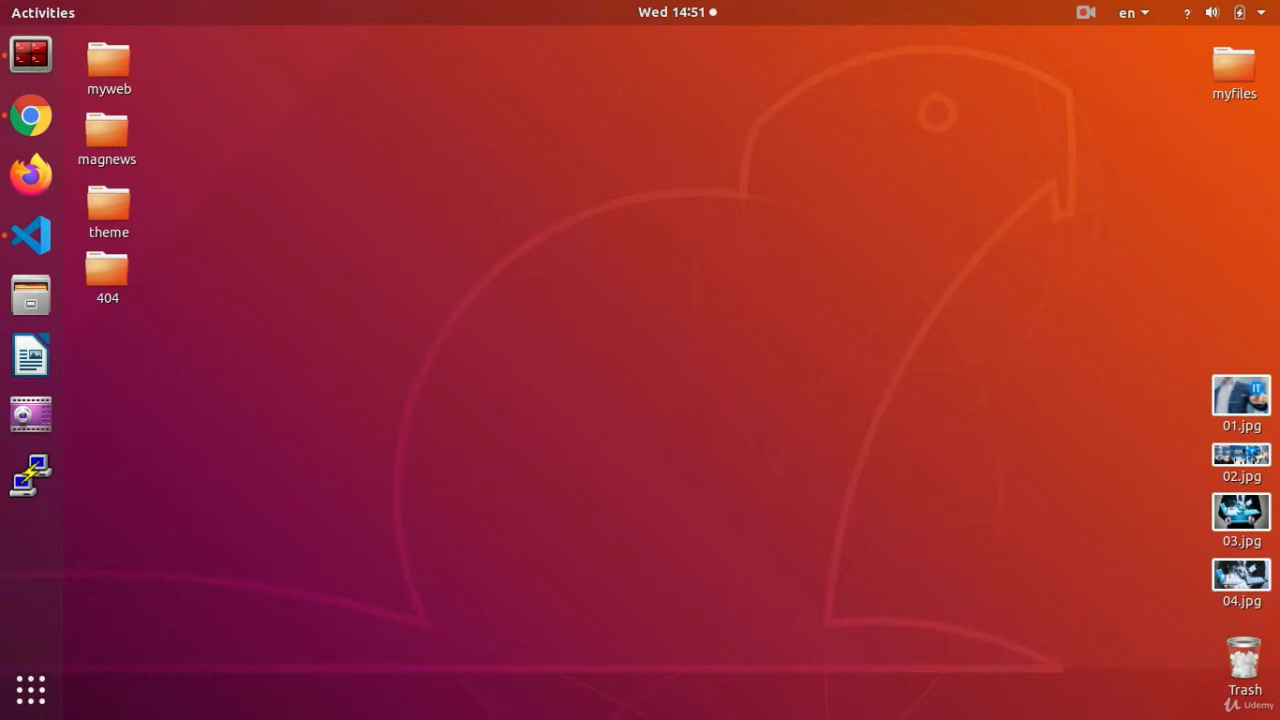 Activities
Wed 14:51
en
?
myweb
magnews
theme
404
myfiles
IT
01.jpg
02.jpg
03.jpg
04.jpg
Trash
Udemy